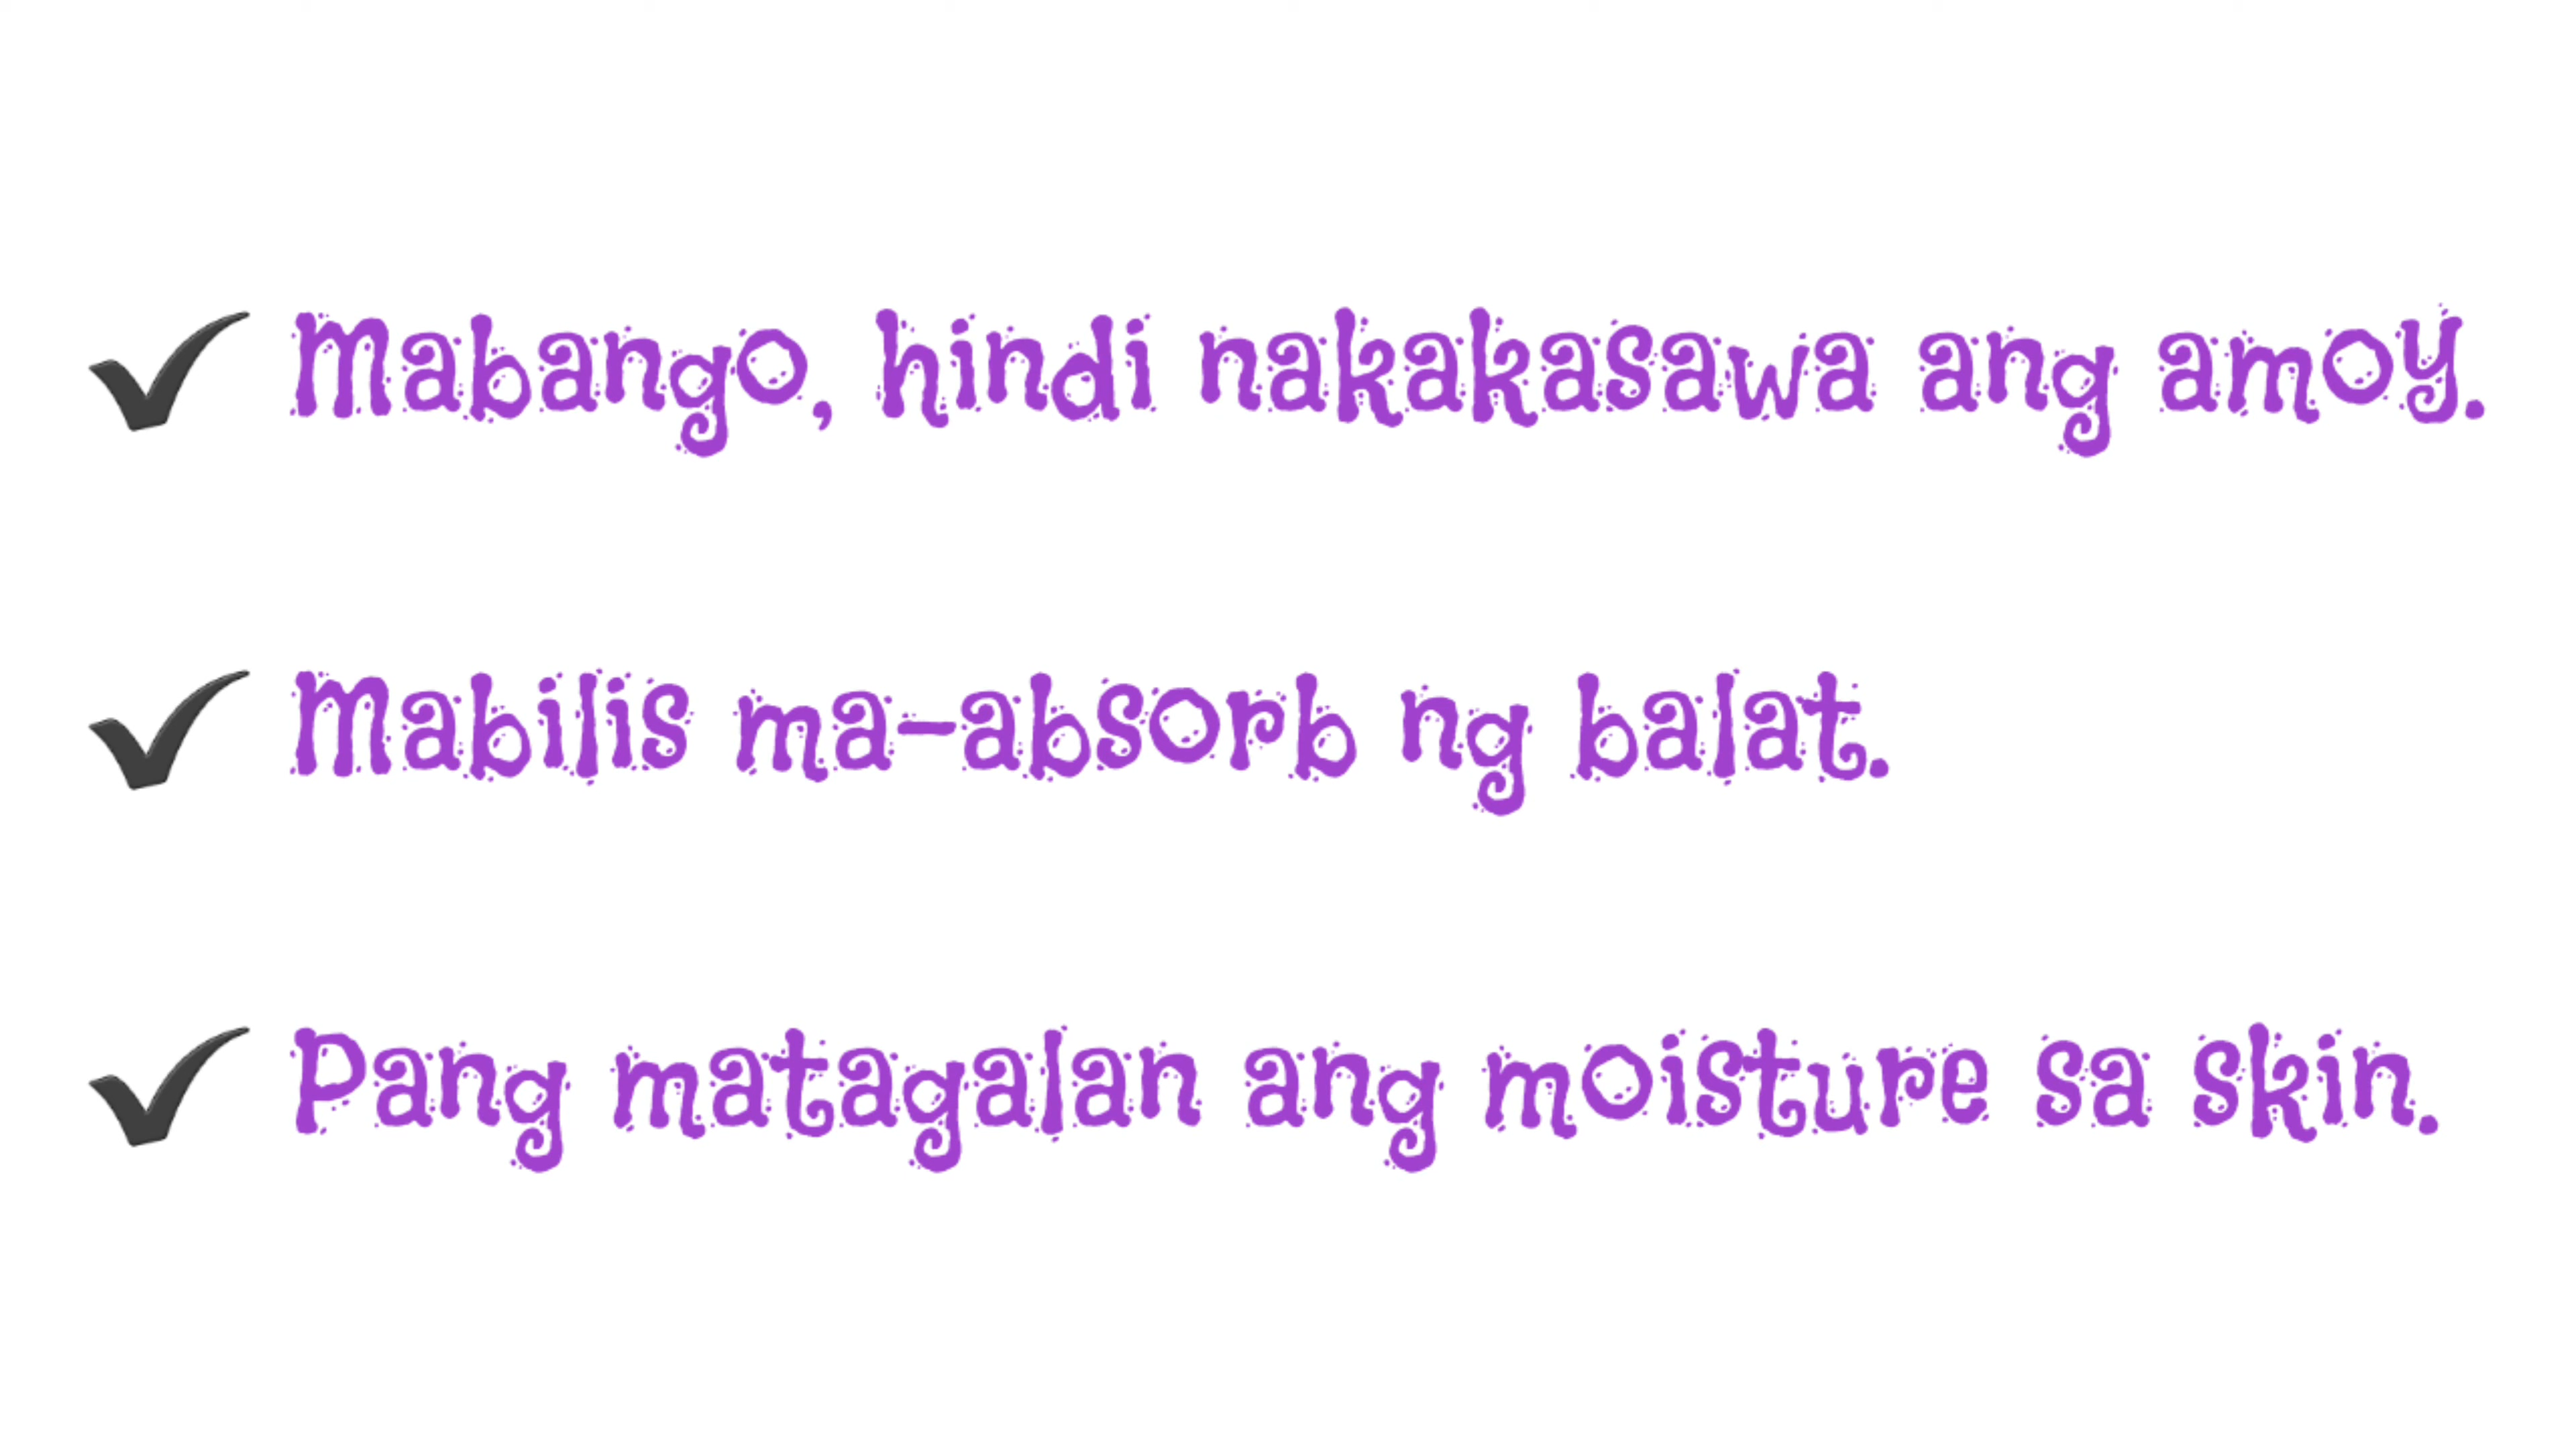 ✔ Mabango, hindi nakakasawa ang amoy.
✔ Mabilis ma-absorb ng balat.
✔ Pang matagalan ang moisture sa skin.